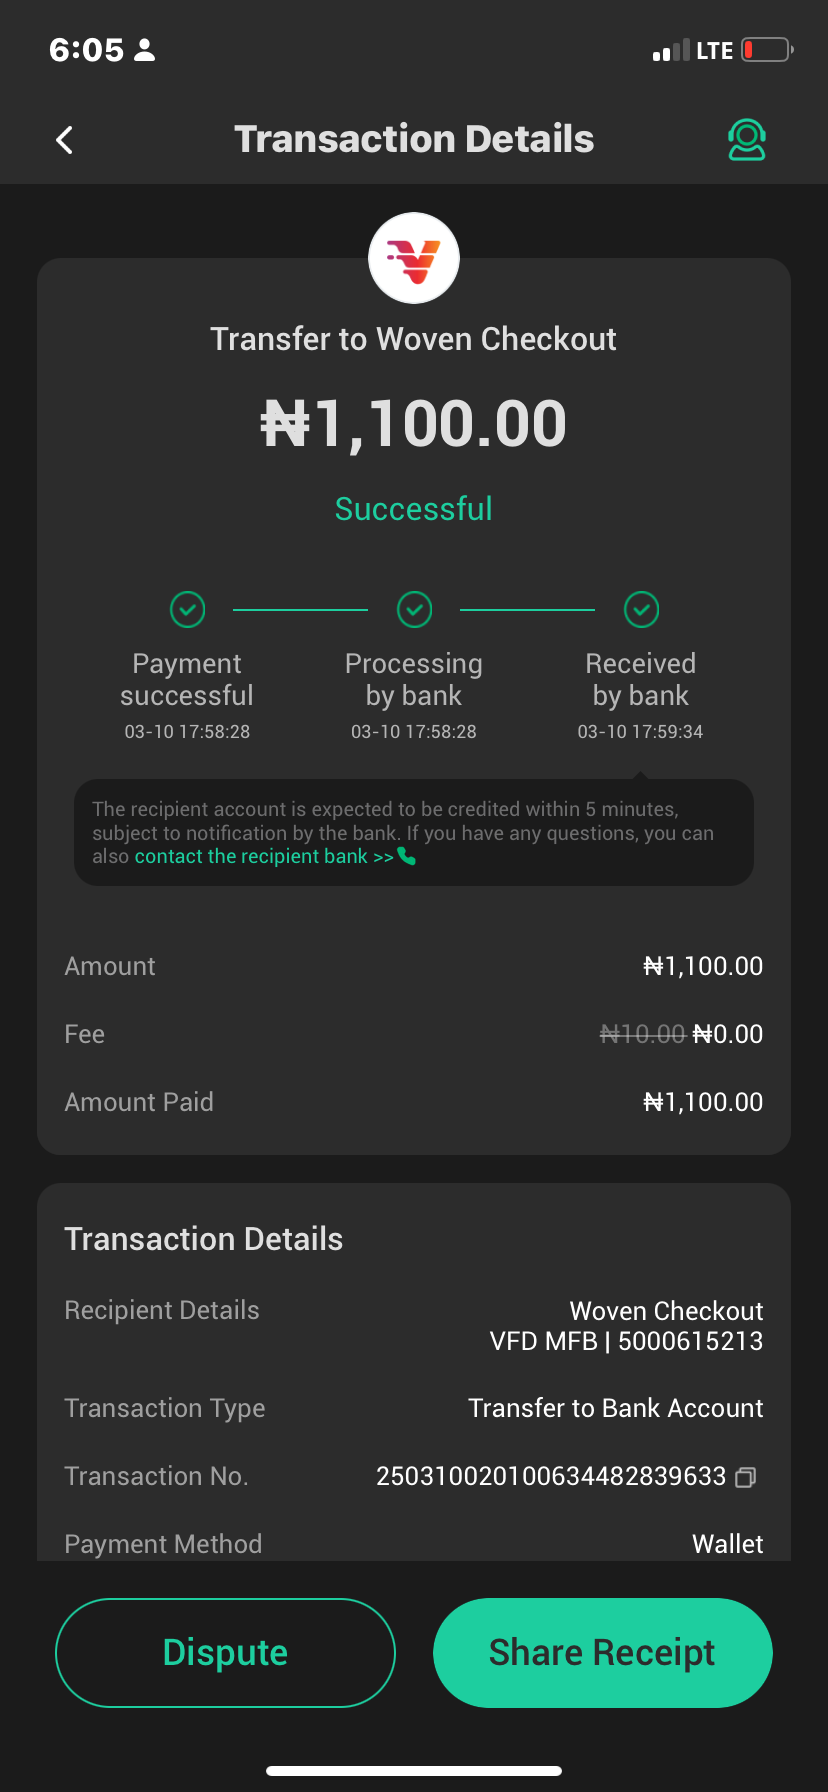 6:05
LTE
Transaction Details
Transfer to Woven Checkout
₦1,100.00
Successful
Payment successful
03-10 17:58:28
Processing by bank
03-10 17:58:28
Received by bank
03-10 17:59:34
The recipient account is expected to be credited within 5 minutes,
subject to notification by the bank. If you have any questions, you can
also contact the recipient bank >>
Amount ₦1,100.00
Fee ₦10.00 ₦0.00
Amount Paid ₦1,100.00
Transaction Details
Recipient Details Woven Checkout
VFD MFB | 5000615213
Transaction Type Transfer to Bank Account
Transaction No. 250310020100634482839633
Payment Method Wallet
Dispute
Share Receipt